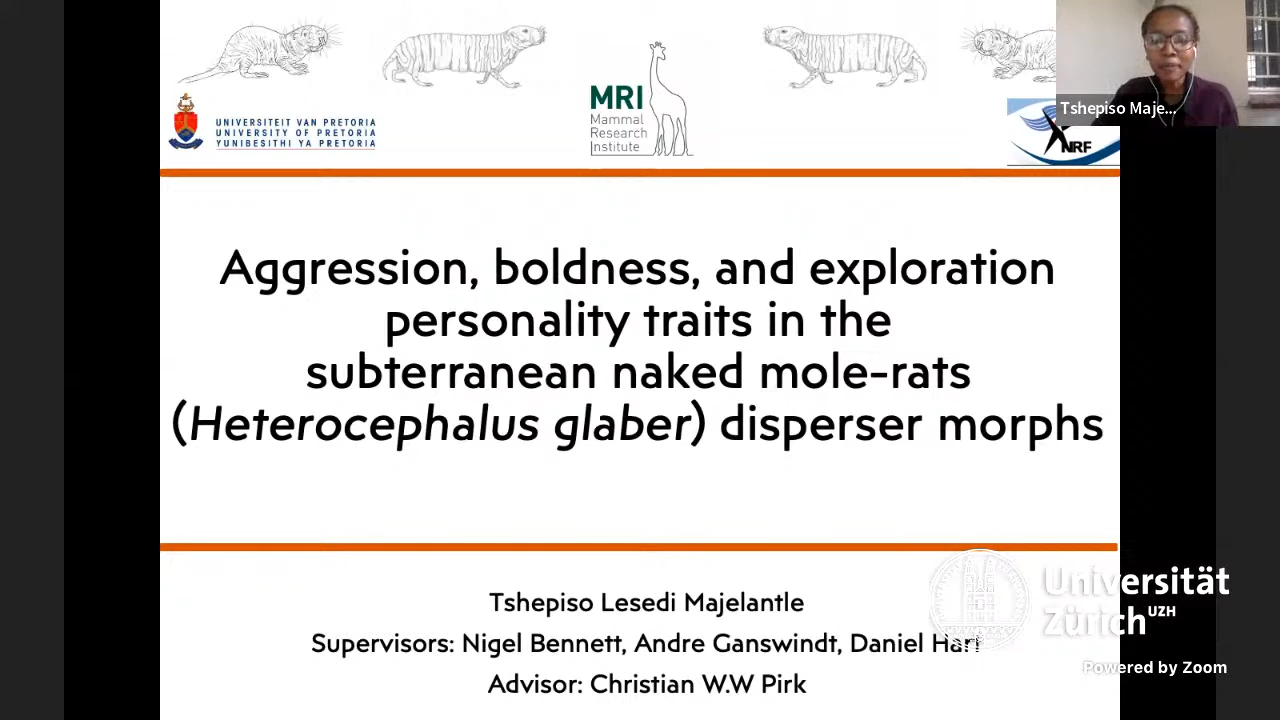 UNIVERSITEIT VAN PRETORIA
UNIVERSITY OF PRETORIA
YUNIBESITHI YA PRETORIA
MRI
Mammal
Research
Institute
NRF
Tshepiso Maje...
Aggression, boldness, and exploration
personality traits in the
subterranean naked mole-rats
(Heterocephalus glaber) disperser morphs
Tshepiso Lesedi Majelantle
Supervisors: Nigel Bennett, Andre Ganswindt, Daniel Hart
Advisor: Christian W.W Pirk
Universität
Zürich UZH
Powered by Zoom